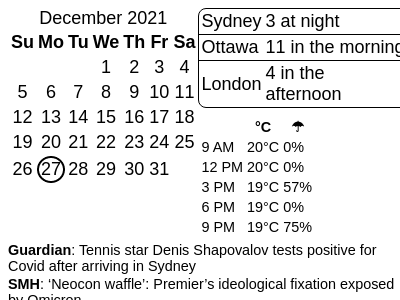 December 2021
Su Mo Tu We Th Fr Sa
1 2 3 4
5 6 7 8 9 10 11
12 13 14 15 16 17 18
19 20 21 22 23 24 25
26 27 28 29 30 31
Sydney 3 at night
Ottawa 11 in the morning
London 4 in the
afternoon
°C ☂
9 AM 20°C 0%
12 PM 20°C 0%
3 PM 19°C 57%
6 PM 19°C 0%
9 PM 19°C 75%
Guardian: Tennis star Denis Shapovalov tests positive for
Covid after arriving in Sydney
SMH: ‘Neocon waffle’: Premier’s ideological fixation exposed
by Omicron